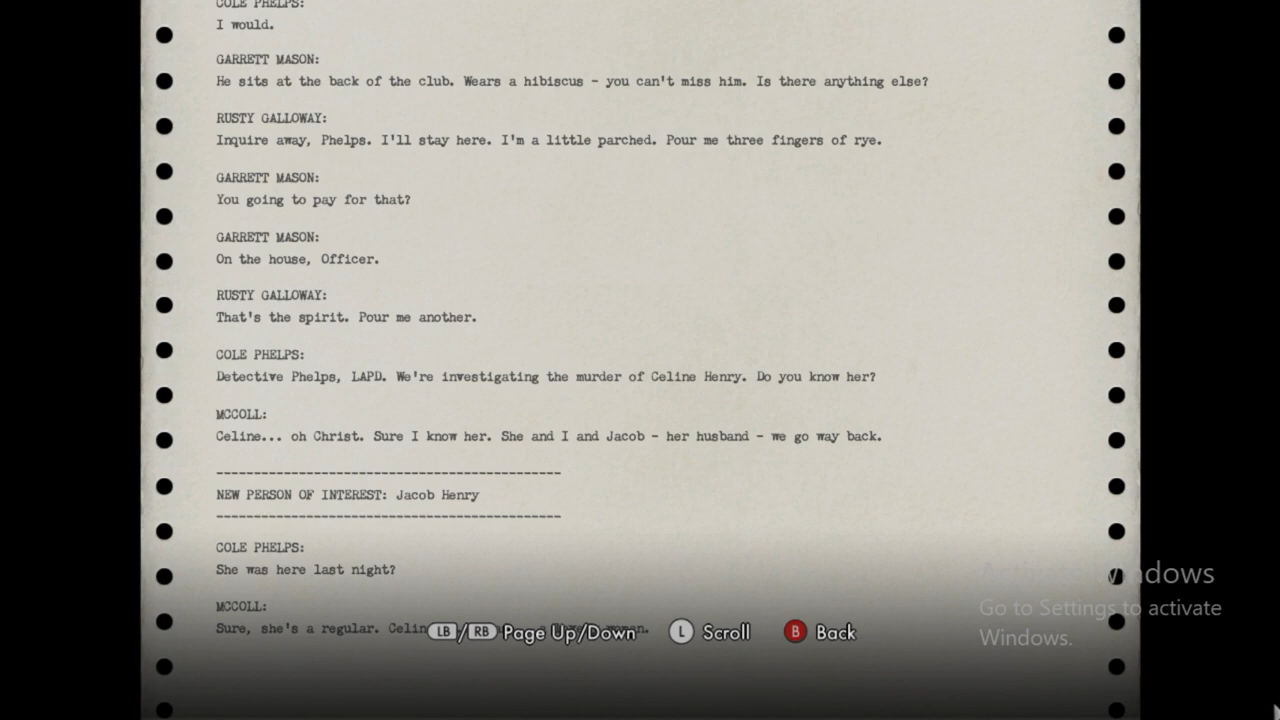 COLE PHELPS:
I would.
GARRETT MASON:
He sits at the back of the club. Wears a hibiscus - you can't miss him. Is there anything else?
RUSTY GALLOWAY:
Inquire away, Phelps. I'll stay here. I'm a little parched. Pour me three fingers of rye.
GARRETT MASON:
You going to pay for that?
GARRETT MASON:
On the house, Officer.
RUSTY GALLOWAY:
That's the spirit. Pour me another.
COLE PHELPS:
Detective Phelps, LAPD. We're investigating the murder of Celine Henry. Do you know her?
MCCOLL:
Celine... oh Christ. Sure I know her. She and I and Jacob - her husband - we go way back.
----------------------------------------------
NEW PERSON OF INTEREST: Jacob Henry
----------------------------------------------
COLE PHELPS:
She was here last night?
MCCOLL:
Sure, she's a regular. Celin
LB/RB Page Up/Down L Scroll B Back
Activate Windows
Go to Settings to activate
Windows.